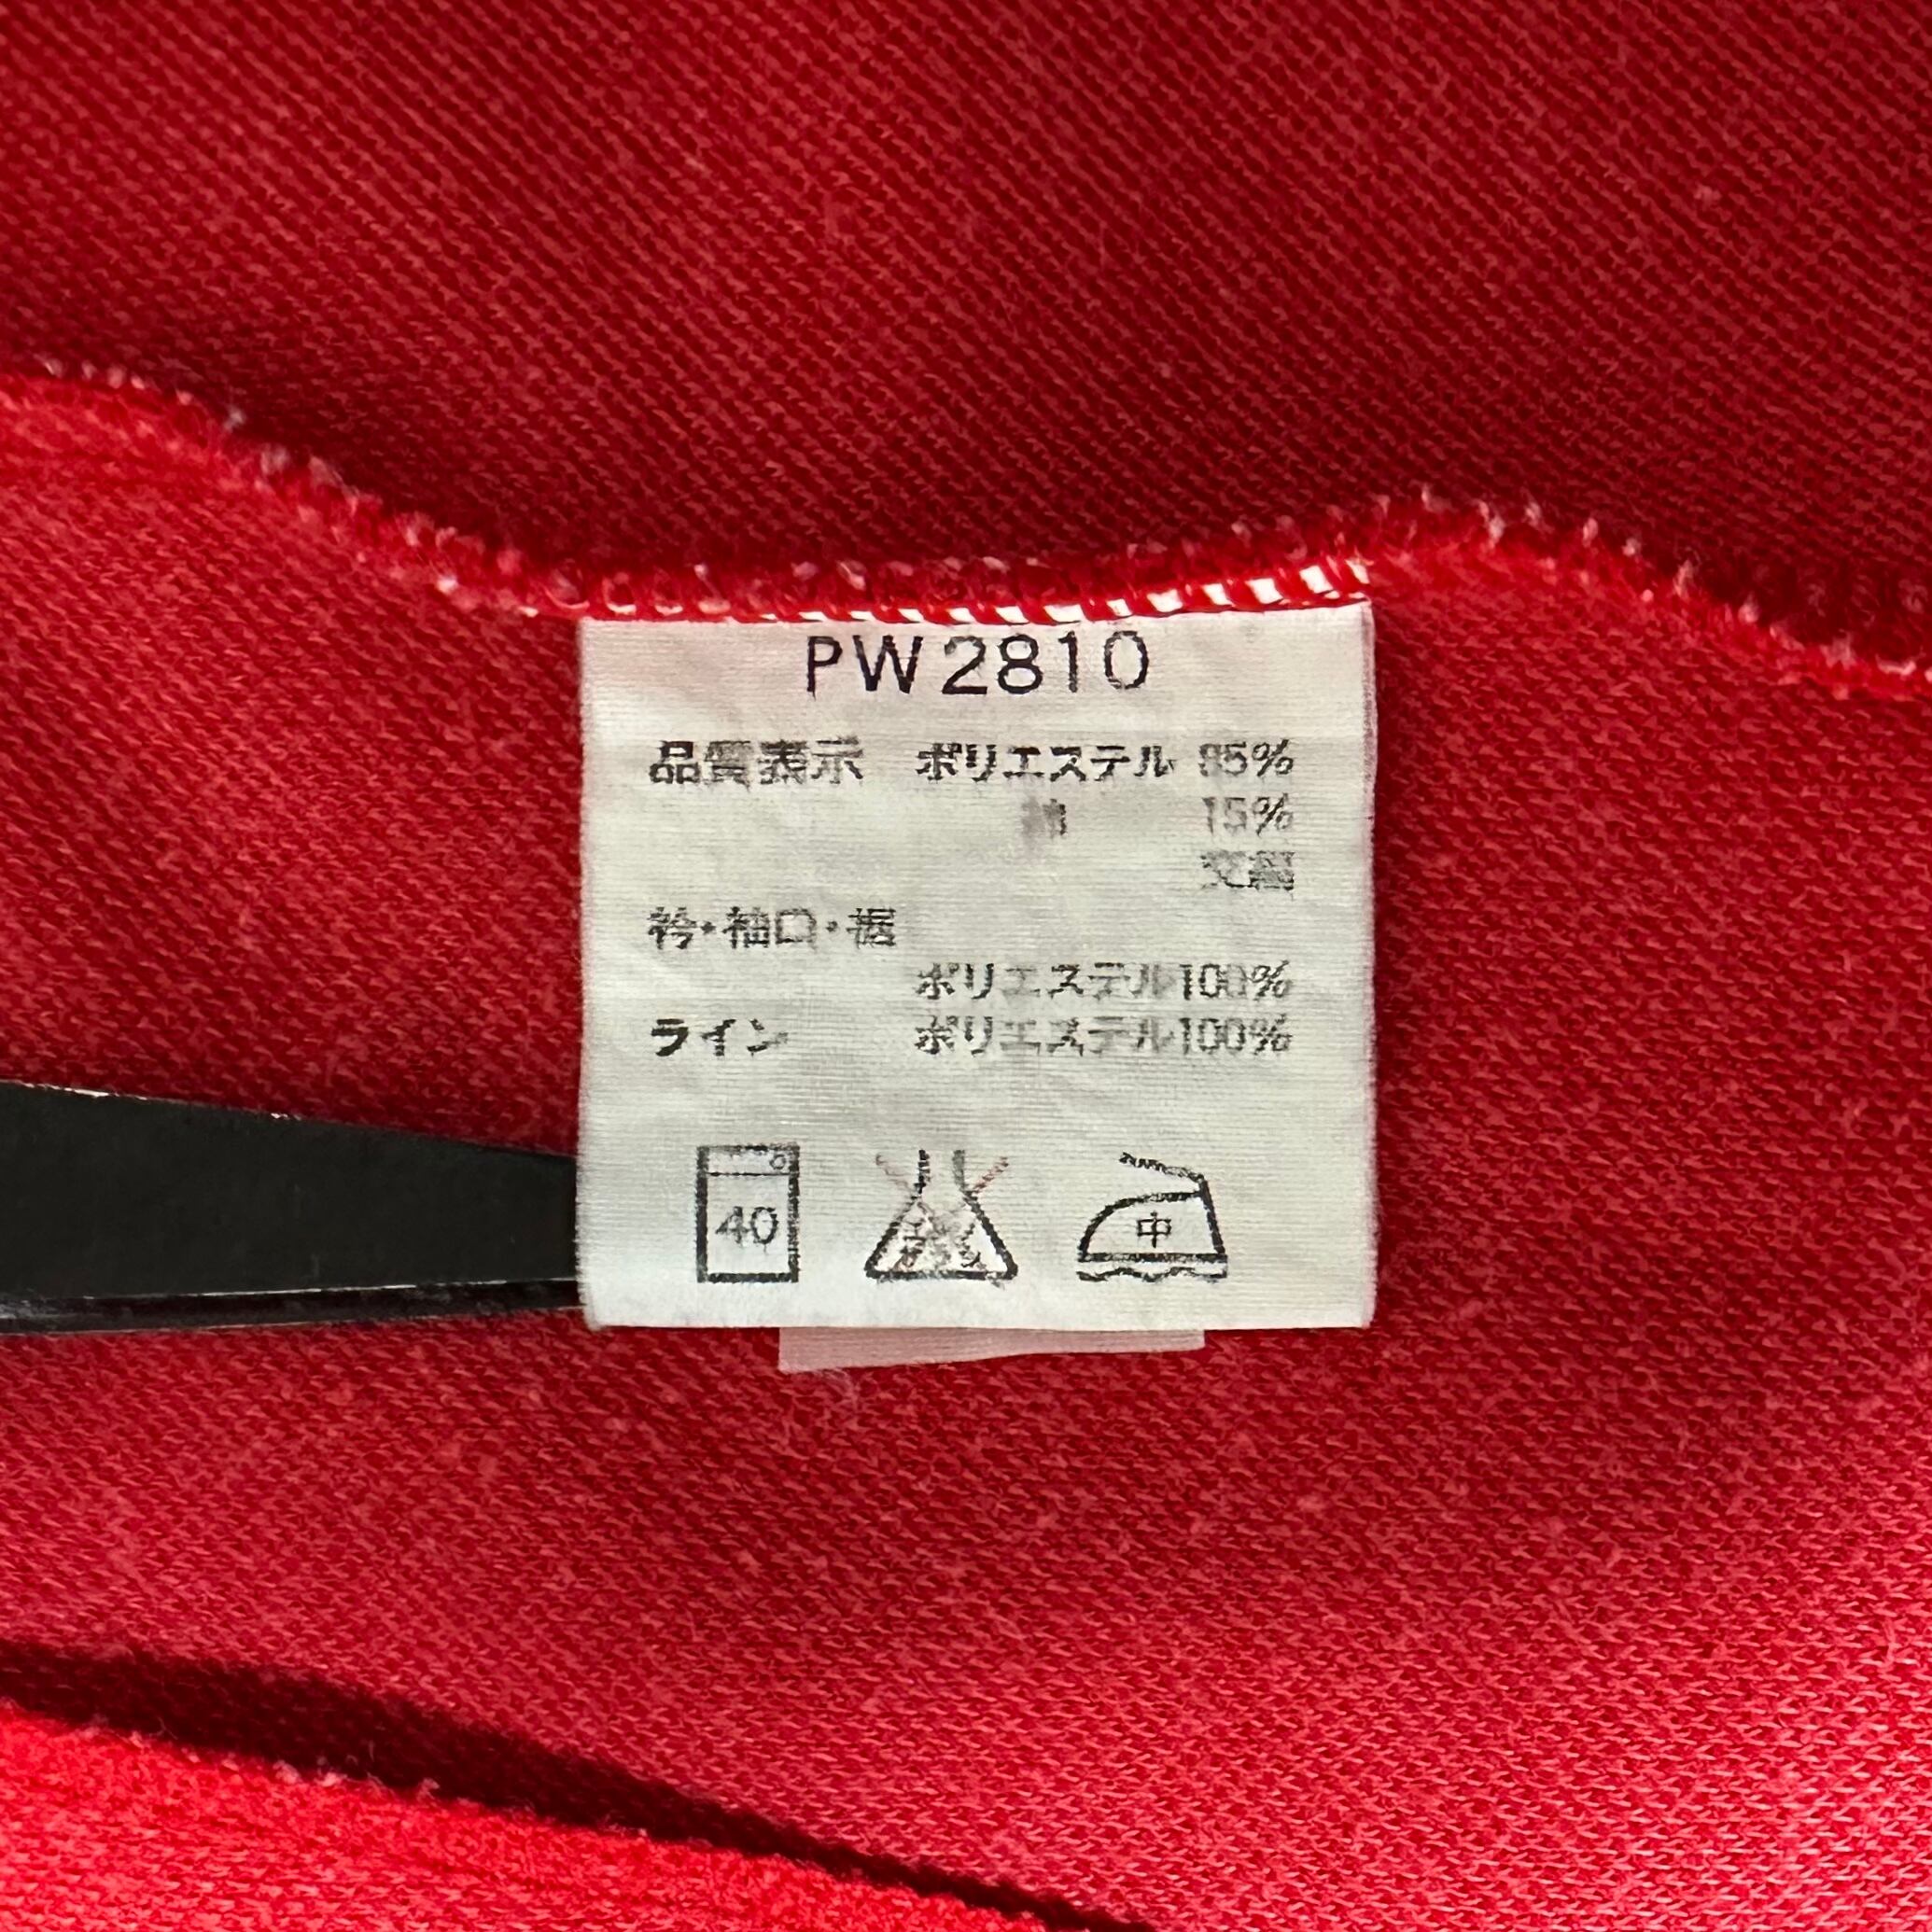 PW2810
品質表示 ポリエステル 85%
綿 15%
交編
衿・袖口・裾
ポリエステル100%
ライン ポリエステル100%
40
中